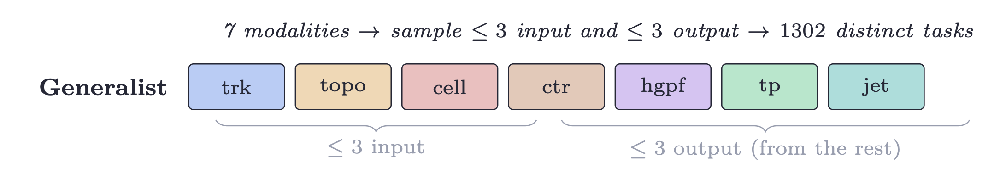 7 modalities → sample ≤ 3 input and ≤ 3 output → 1302 distinct tasks
Generalist trk topo cell ctr hgpf tp jet
≤ 3 input ≤ 3 output (from the rest)